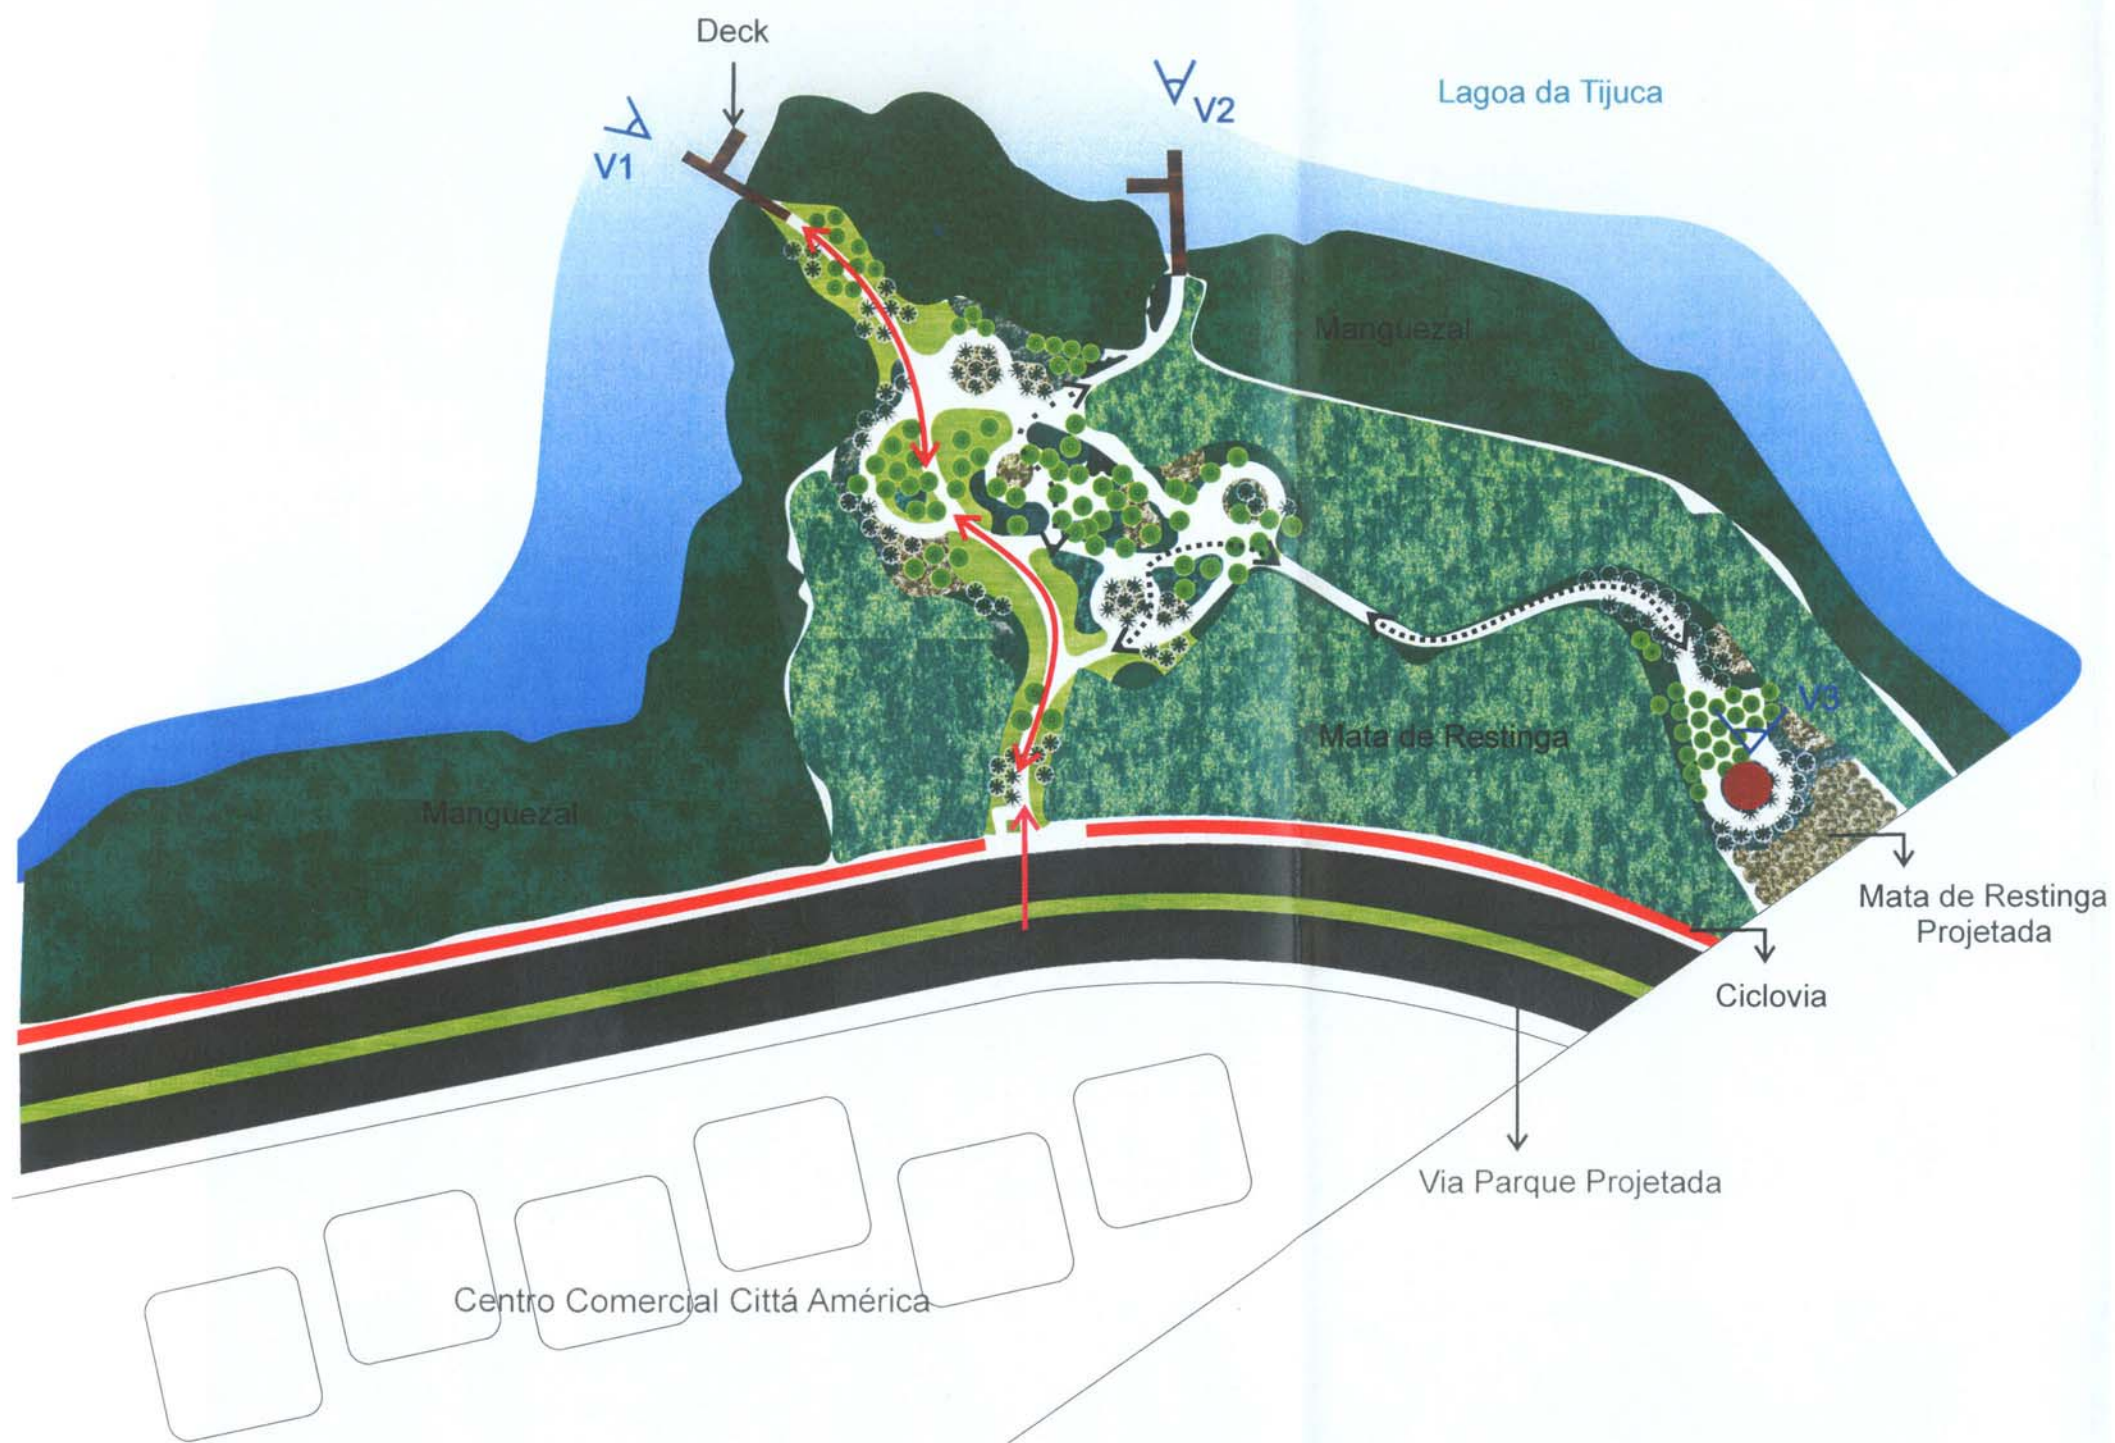 Deck
V1
V2
Lagoa da Tijuca
Manguezal
V3
Mata de Restinga
Manguezal
Mata de Restinga
Projetada
Ciclovia
Via Parque Projetada
Centro Comercial Cittá América